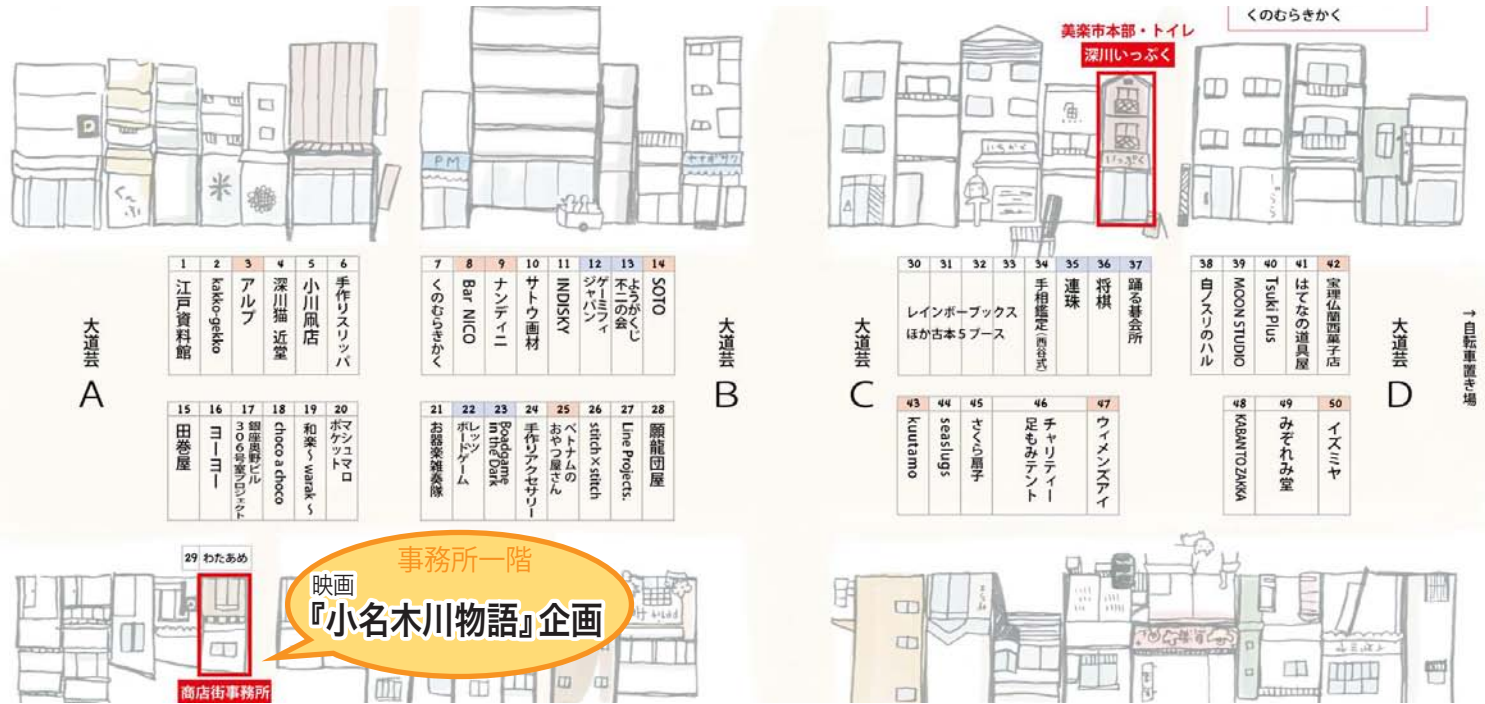 くのむらきかく
美楽市本部・トイレ
深川いっぷく
くんぷ
米
PM
いちかく
いっぷく
1 江戸資料館
2 kakko-gekko
3 アルプ
4 深川猫 近堂
5 小川凧店
6 手作りスリッパ
7 くのむらきかく
8 Bar NICO
9 ナンディニ
10 サトウ画材
11 INDISKY
12 ゲーミフィ
ジャパン
13 ようがくじ
不二の会
14 SOTO
30 31 32 33
レインボーブックス
ほか古本5ブース
34 手相鑑定(西谷式)
35 連珠
36 将棋
37 踊る碁会所
38 白ノスリのハル
39 MOON STUDIO
40 Tsuki Plus
41 はてなの道具屋
42 宝理仏蘭西菓子店
大道芸
A
大道芸
B
大道芸
C
大道芸
D
→自転車置き場
15 田巻屋
16 ヨーヨー
17 銀座奥野ビル
306号室プロジェクト
18 choco a choco
19 和楽~warak~
20 マシュマロ
ポケット
21 お器楽雑奏隊
22 レッツ
ボードゲーム
23 Boadgame
in the Dark
24 手作りアクセサリー
25 ベトナムの
おやつ屋さん
26 stitch×stitch
27 Line Projects.
28 願龍団屋
43 kuutamo
44 seaslugs
45 さくら扇子
46 チャリティー
足もみテント
47 ウィメンズアイ
48 KABANTO ZAKKA
49 みぞれみ堂
50 イズミヤ
29 わたあめ
事務所一階
映画
『小名木川物語』企画
商店街事務所